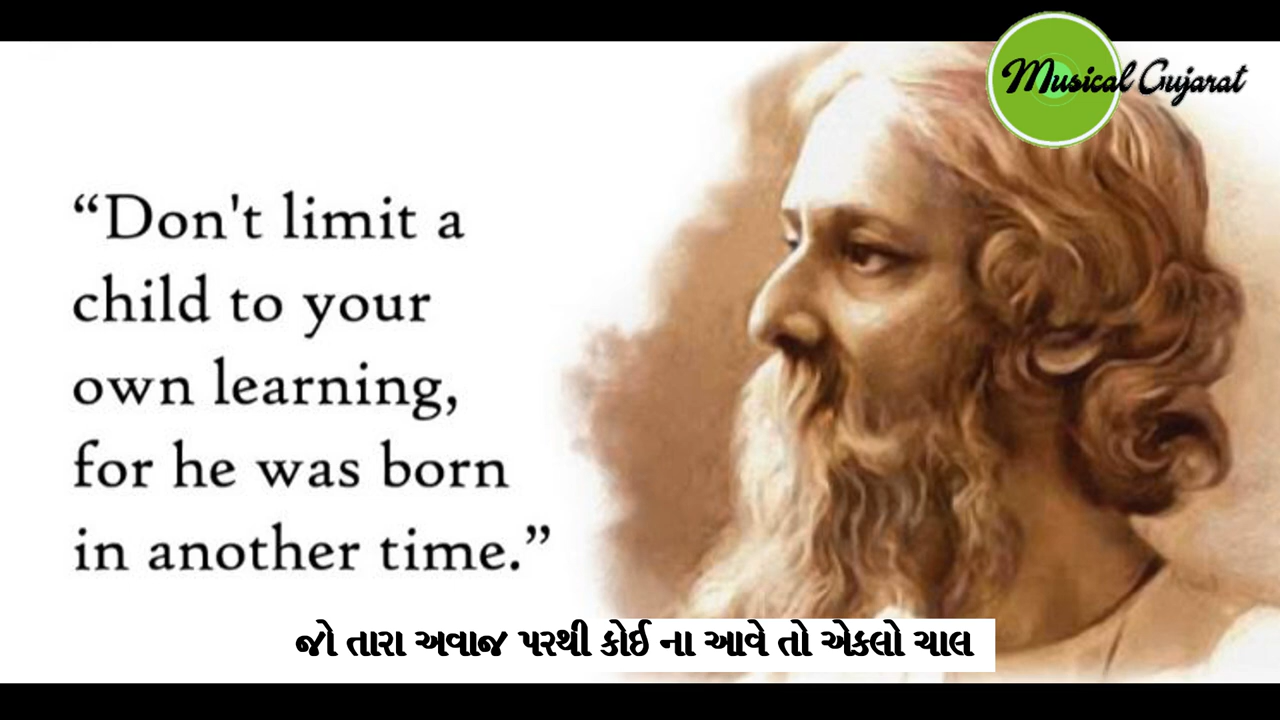 Musical Gujarat
“Don't limit a
child to your
own learning,
for he was born
in another time.”
જો તારા અવાજ પરથી કોઈ ના આવે તો એકલો ચાલ